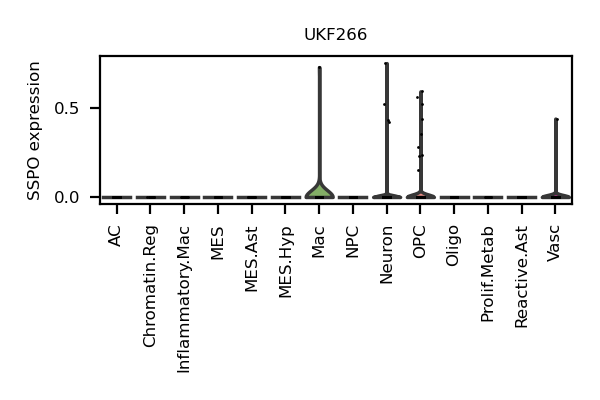 UKF266
SSPO expression
0.5
0.0
AC
Chromatin.Reg
Inflammatory.Mac
MES
MES.Ast
MES.Hyp
Mac
NPC
Neuron
OPC
Oligo
Prolif.Metab
Reactive.Ast
Vasc